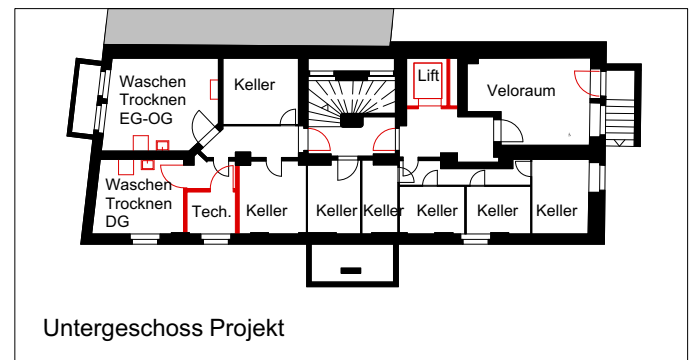 Waschen
Trocknen
EG-OG
Keller
Lift
Veloraum
Waschen
Trocknen
DG
Tech.
Keller
Keller
Keller
Keller
Keller
Keller
Untergeschoss Projekt